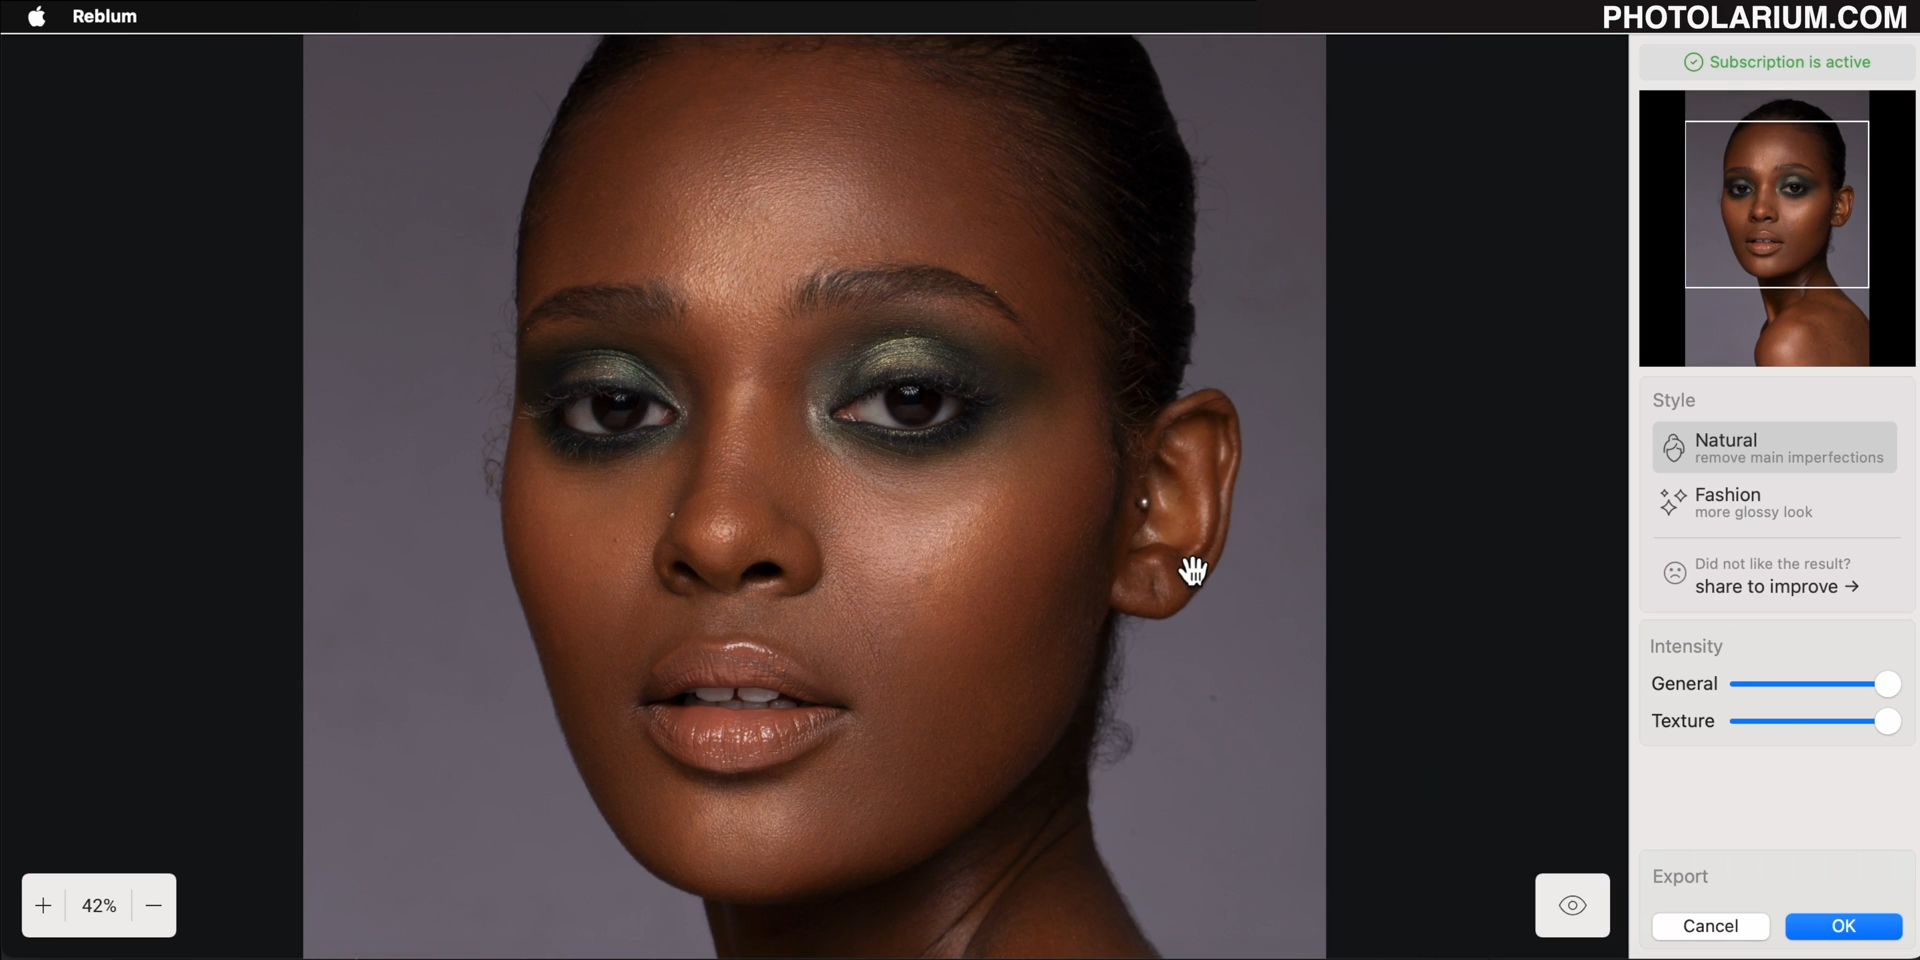 Reblum
PHOTOLARIUM.COM
Subscription is active
Style
Natural
remove main imperfections
Fashion
more glossy look
Did not like the result?
share to improve →
Intensity
General
Texture
+ 42% −
Export
Cancel OK